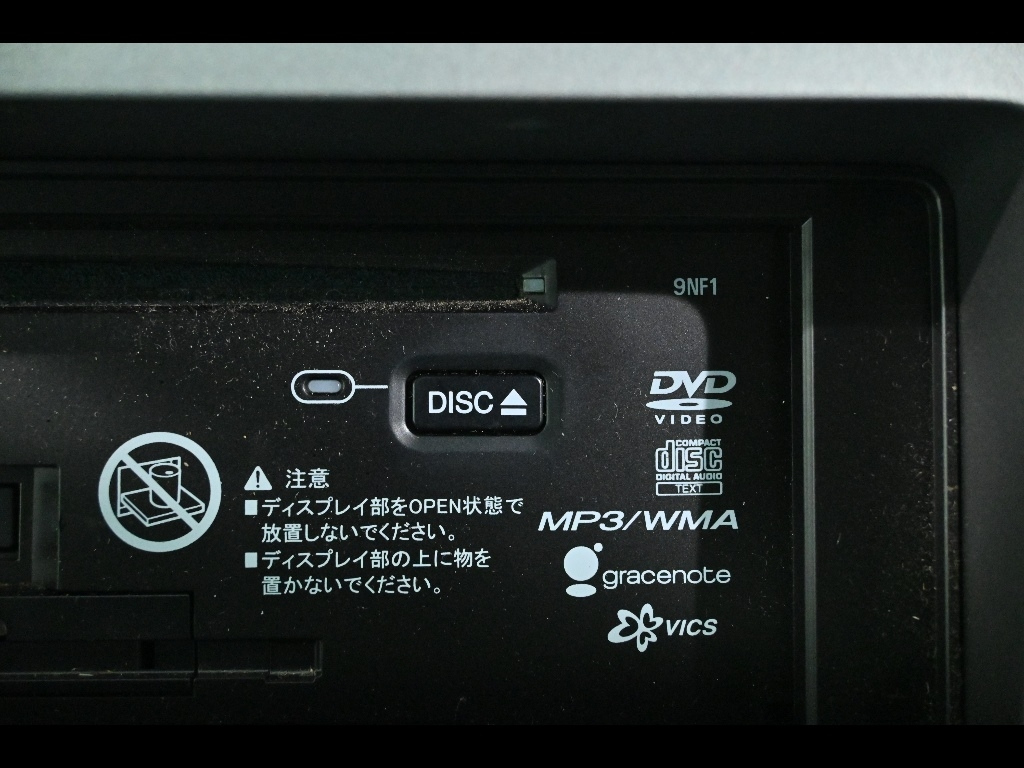 9NF1
DISC
DVD
VIDEO
COMPACT
disc
DIGITAL AUDIO
TEXT
注意
■ディスプレイ部をOPEN状態で
放置しないでください。
■ディスプレイ部の上に物を
置かないでください。
MP3/WMA
gracenote
VICS